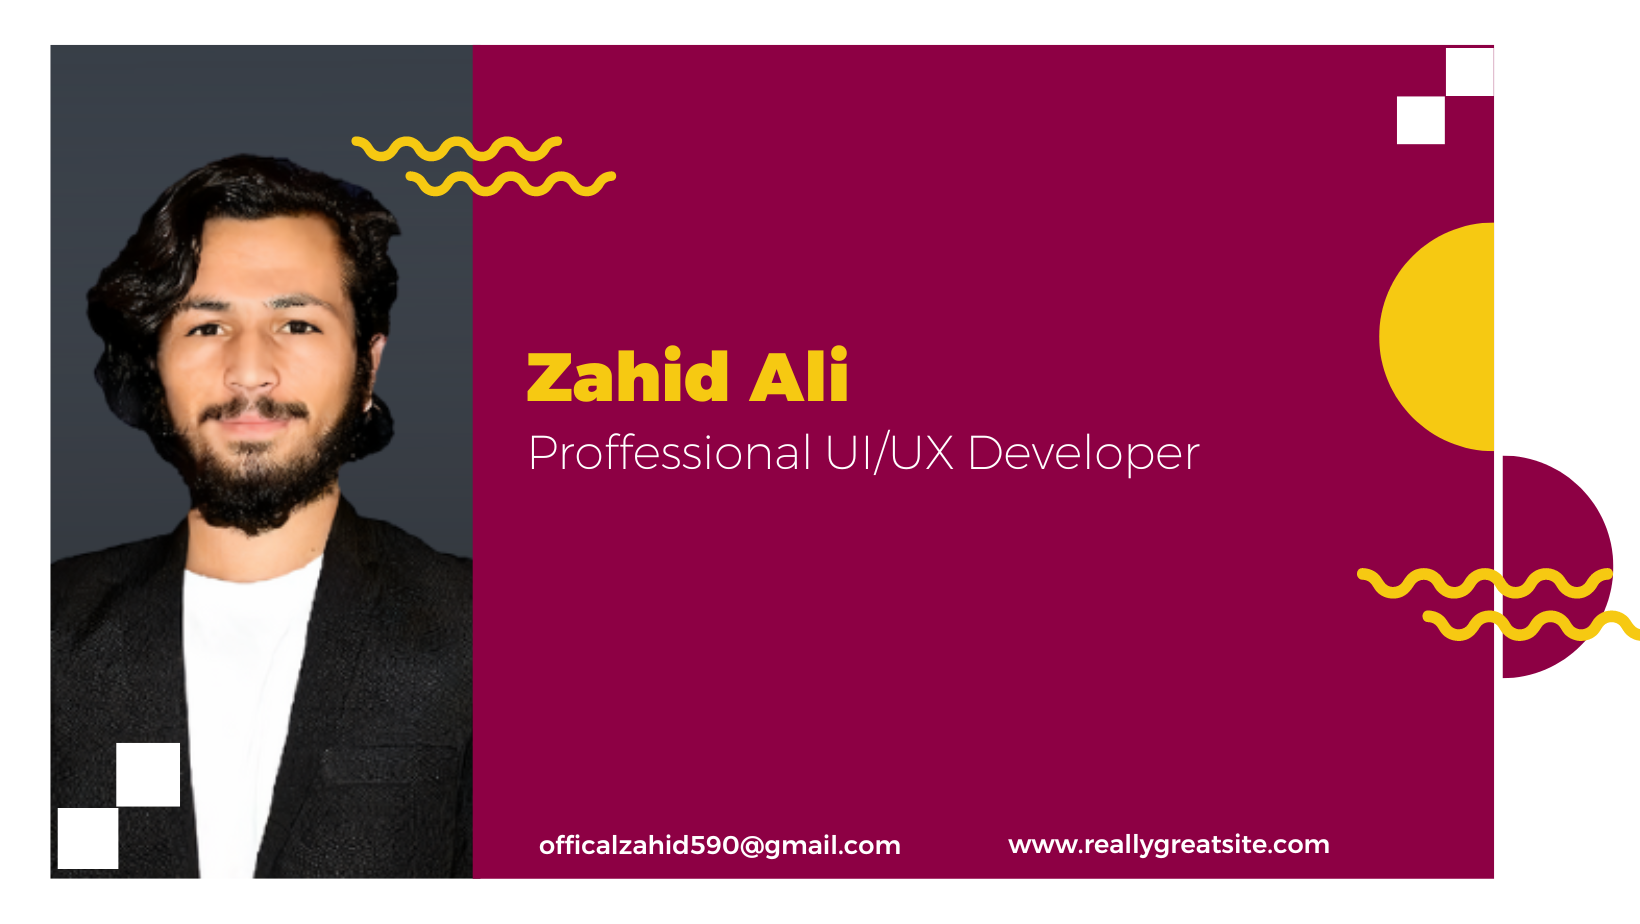 Zahid Ali
Proffessional UI/UX Developer
officalzahid590@gmail.com
www.reallygreatsite.com